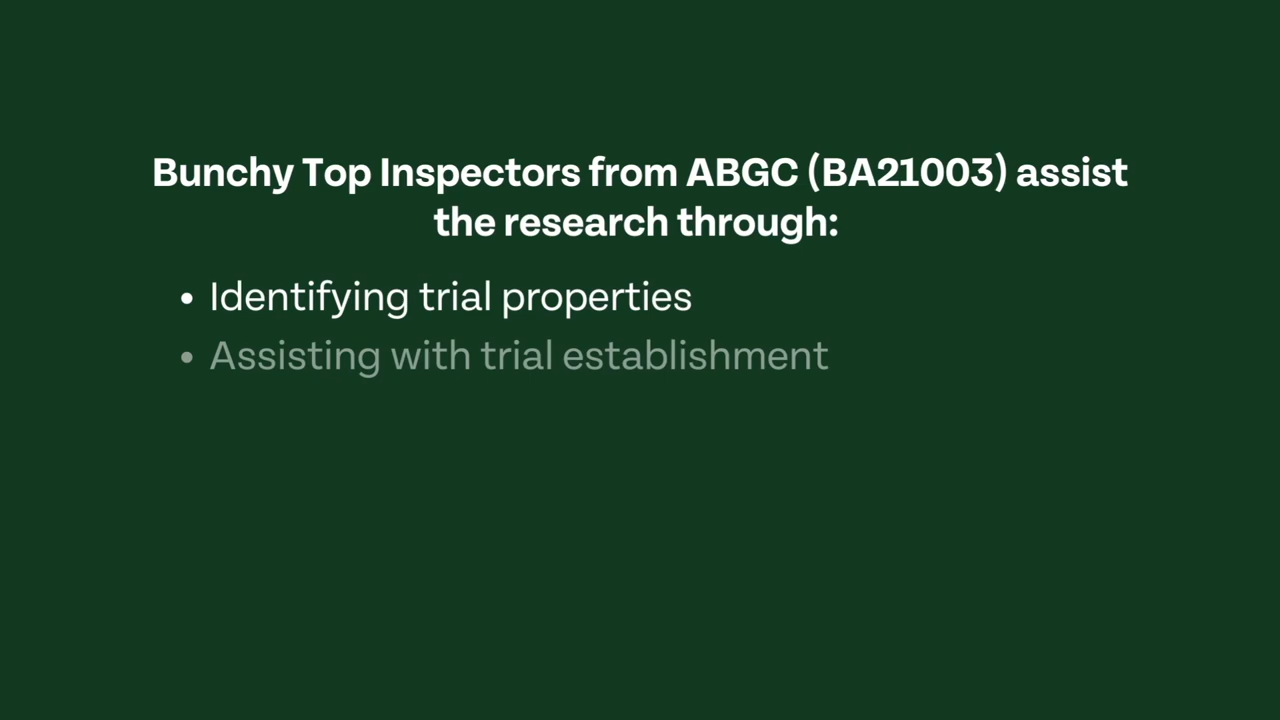 Bunchy Top Inspectors from ABGC (BA21003) assist
the research through:
• Identifying trial properties
• Assisting with trial establishment